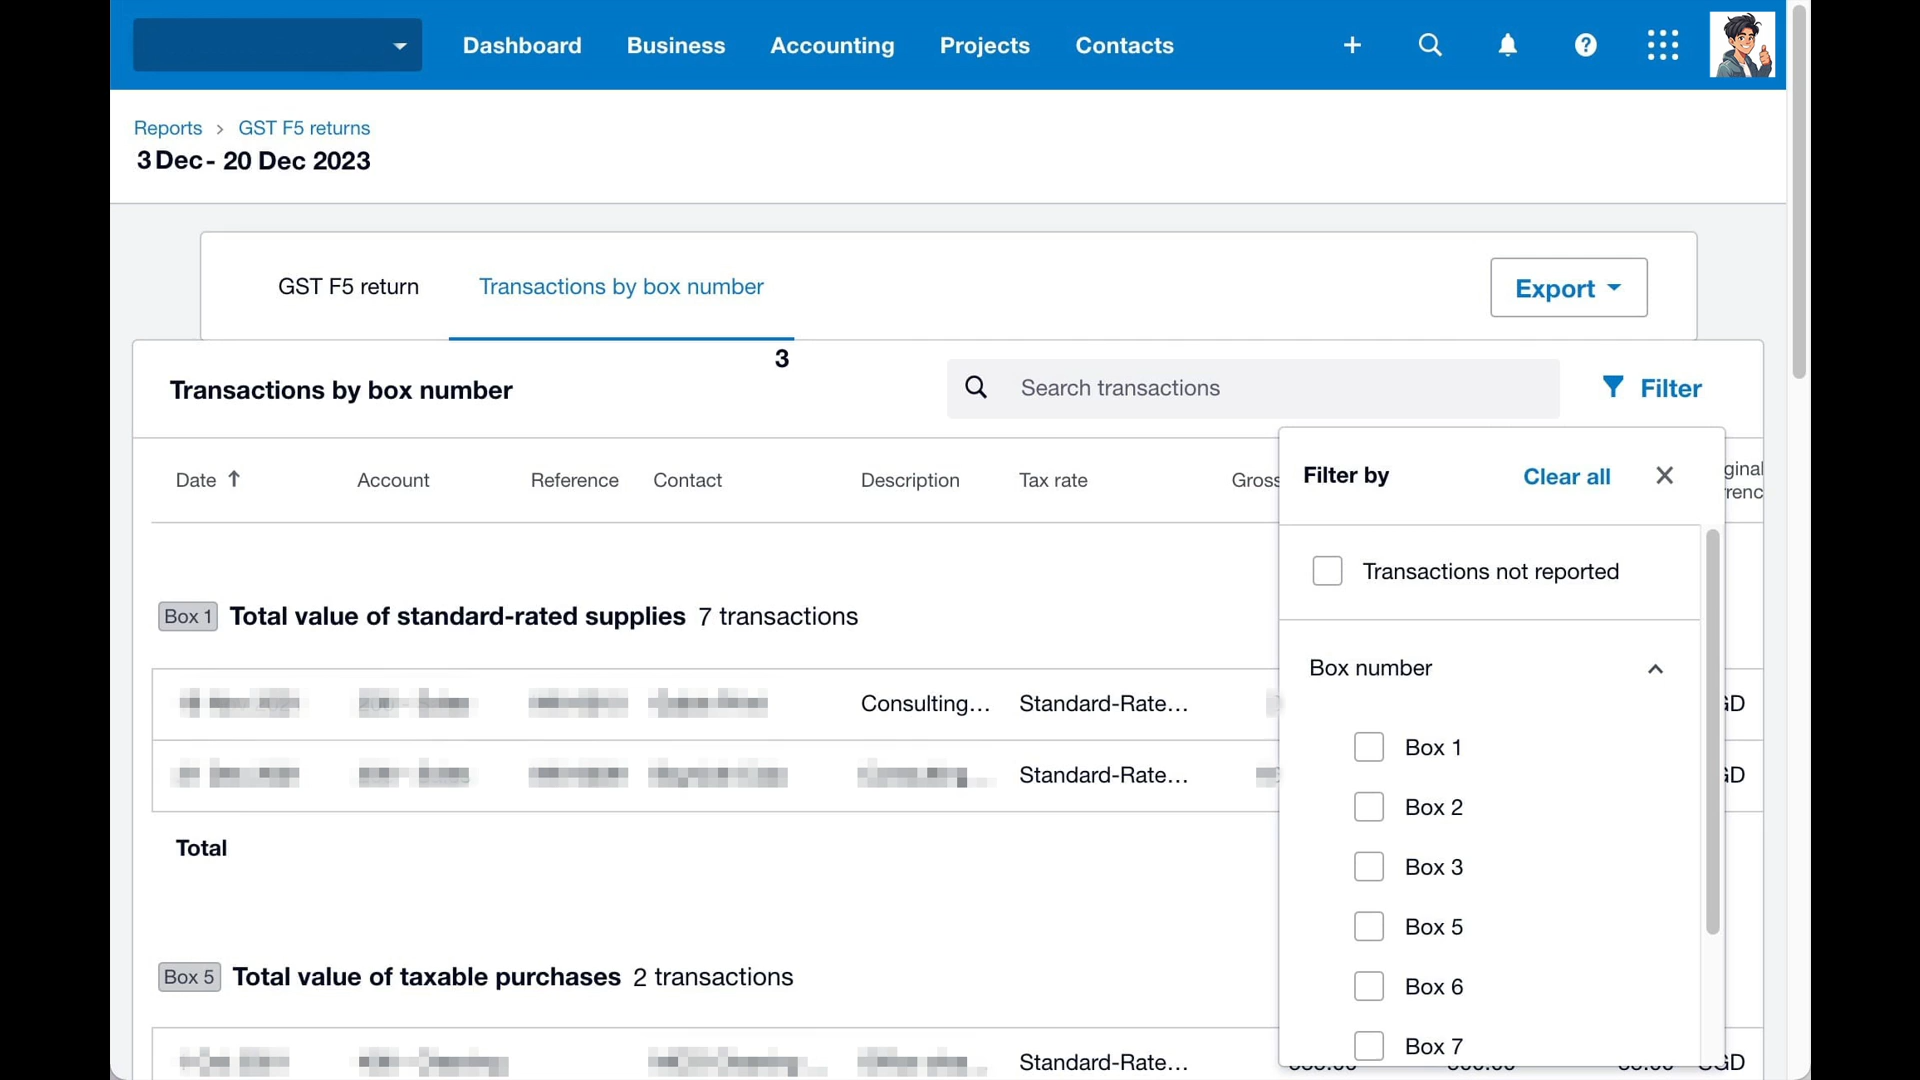 Dashboard Business Accounting Projects Contacts
Reports > GST F5 returns
3 Dec - 20 Dec 2023
GST F5 return Transactions by box number Export
3
Transactions by box number Search transactions Filter
Date ↑ Account Reference Contact Description Tax rate Gross
Filter by Clear all
Transactions not reported
Box 1 Total value of standard-rated supplies 7 transactions
Box number
Consulting... Standard-Rate...
Box 1
Standard-Rate...
Box 2
Total
Box 3
Box 5
Box 5 Total value of taxable purchases 2 transactions
Box 6
Box 7
Standard-Rate...